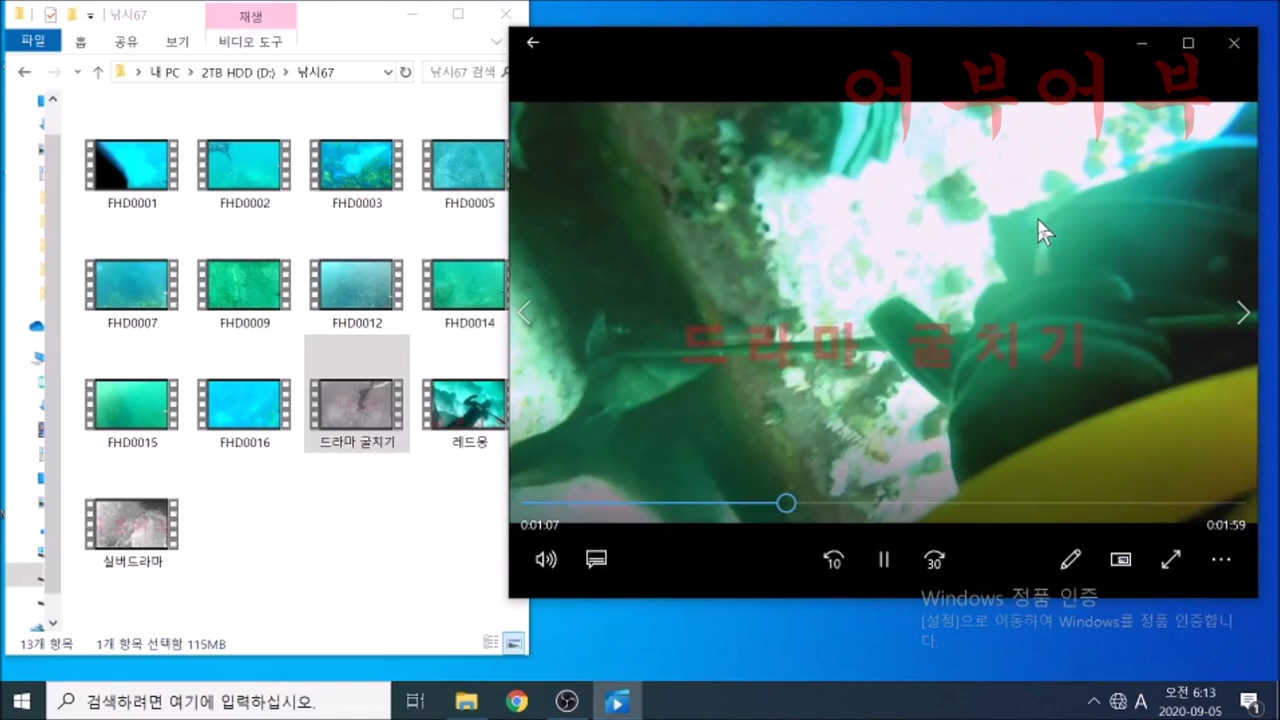 낚시67
재생
파일
홈
공유
보기
비디오 도구
내 PC
2TB HDD (D:)
낚시67
낚시67 검색
FHD0001
FHD0002
FHD0003
FHD0005
FHD0007
FHD0009
FHD0012
FHD0014
FHD0015
FHD0016
드라마 굴치기
레드몽
실버드라마
13개 항목
1개 항목 선택함 115MB
어부어부
드라마 굴치기
0:01:07
0:01:59
10
30
Windows 정품 인증
[설정]으로 이동하여 Windows를 정품 인증합니
다.
검색하려면 여기에 입력하십시오.
A
오전 6:13
2020-09-05
1